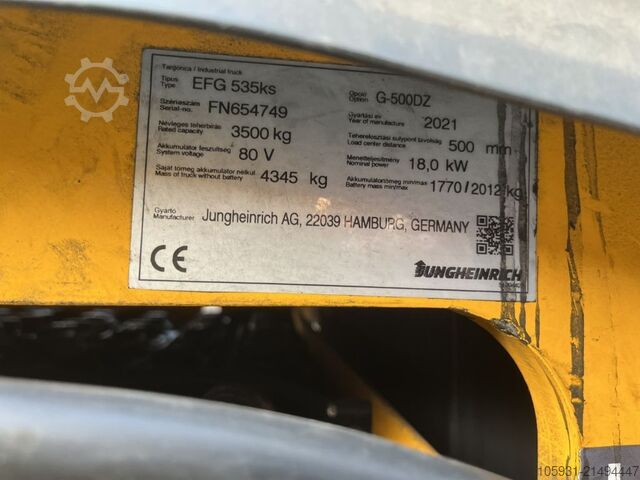 Targonca / Industrial truck
Típus
Type
EFG 535ks
Opció
Option
G-500DZ
Szériaszám
Serial-no.
FN654749
Gyártási év
Year of manufacture
2021
Névleges teherbírás
Rated capacity
3500 kg
Teherelosztási súlypont távolság
Load center distance
500 mm
Akkumulátor feszültség
System voltage
80 V
Menetteljesítmény
Nominal power
18,0 kW
Saját tömeg akkumulátor nélkül
Mass of truck without battery
4345 kg
Akkumulátortömeg min/max
Battery mass min/max
1770/2012 kg
Gyártó
Manufacturer
Jungheinrich AG, 22039 HAMBURG, GERMANY
CE
JUNGHEINRICH
105931-21494447